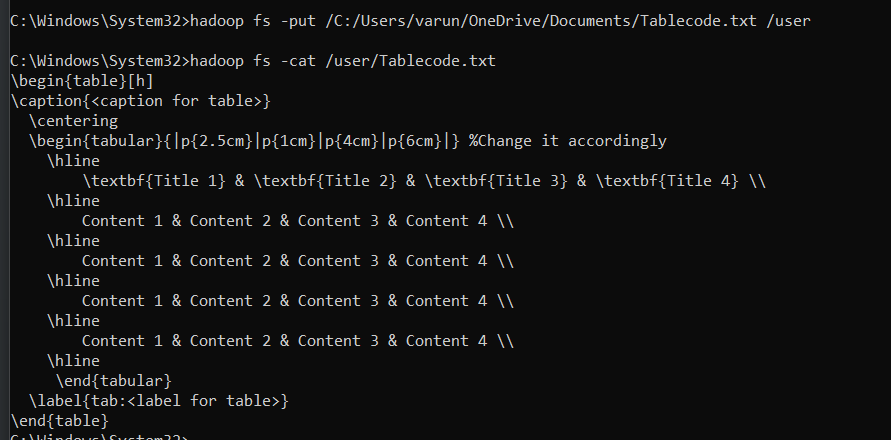 C:\Windows\System32>hadoop fs -put /C:/Users/varun/OneDrive/Documents/Tablecode.txt /user
C:\Windows\System32>hadoop fs -cat /user/Tablecode.txt
\begin{table}[h]
\caption{<caption for table>}
\centering
\begin{tabular}{|p{2.5cm}|p{1cm}|p{4cm}|p{6cm}|} %Change it accordingly
\hline
\textbf{Title 1} & \textbf{Title 2} & \textbf{Title 3} & \textbf{Title 4} \\
\hline
Content 1 & Content 2 & Content 3 & Content 4 \\
\hline
Content 1 & Content 2 & Content 3 & Content 4 \\
\hline
Content 1 & Content 2 & Content 3 & Content 4 \\
\hline
Content 1 & Content 2 & Content 3 & Content 4 \\
\hline
\end{tabular}
\label{tab:<label for table>}
\end{table}
C:\Windows\System32>